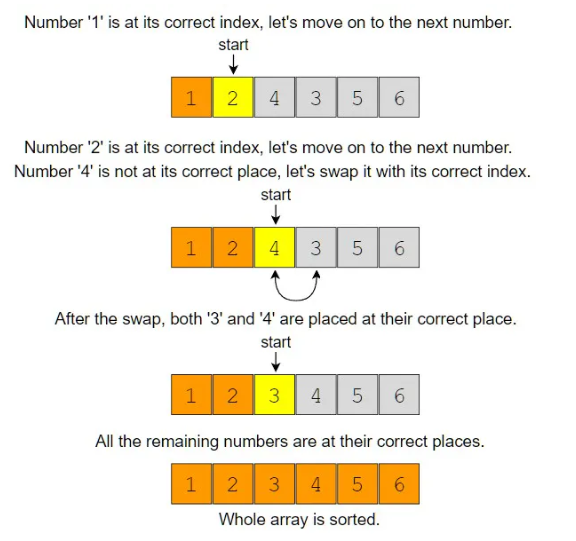 Number '1' is at its correct index, let's move on to the next number.
start
1 2 4 3 5 6
Number '2' is at its correct index, let's move on to the next number.
Number '4' is not at its correct place, let's swap it with its correct index.
start
1 2 4 3 5 6
After the swap, both '3' and '4' are placed at their correct place.
start
1 2 3 4 5 6
All the remaining numbers are at their correct places.
1 2 3 4 5 6
Whole array is sorted.